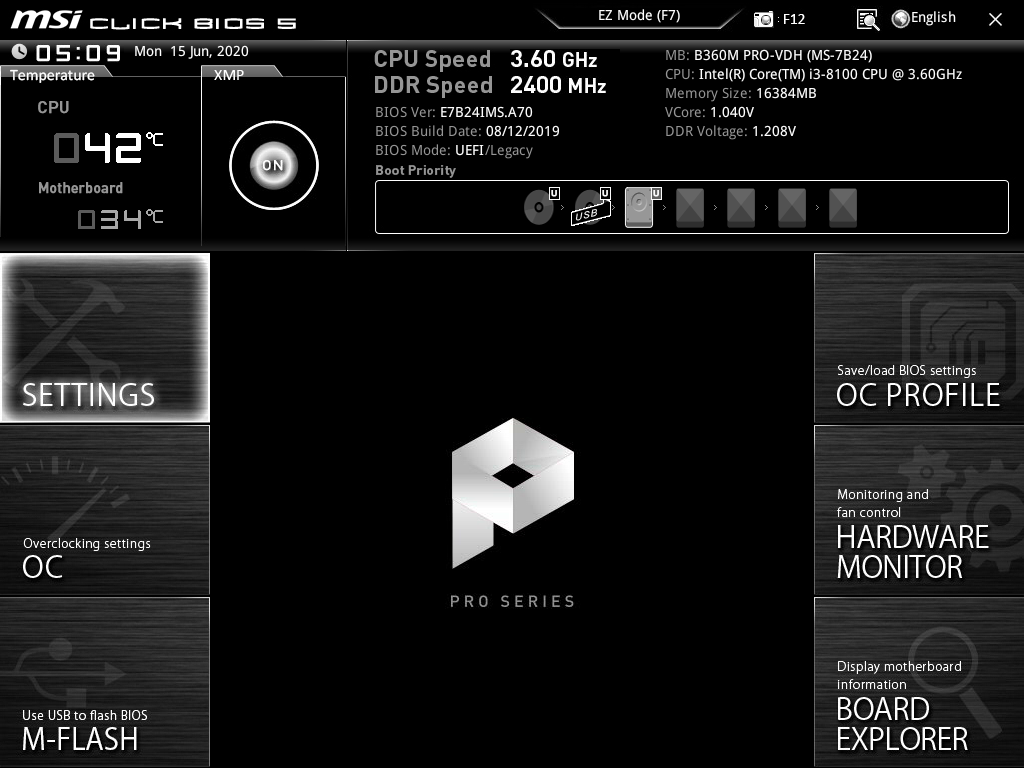 msi CLICK BIOS 5
EZ Mode (F7)
: F12
English
05:09 Mon 15 Jun, 2020
Temperature
CPU
042°C
Motherboard
034°C
XMP
ON
CPU Speed 3.60 GHz
DDR Speed 2400 MHz
BIOS Ver: E7B24IMS.A70
BIOS Build Date: 08/12/2019
BIOS Mode: UEFI/Legacy
MB: B360M PRO-VDH (MS-7B24)
CPU: Intel(R) Core(TM) i3-8100 CPU @ 3.60GHz
Memory Size: 16384MB
VCore: 1.040V
DDR Voltage: 1.208V
Boot Priority
U U U
USB
SETTINGS
Overclocking settings
OC
Use USB to flash BIOS
M-FLASH
PRO SERIES
Save/load BIOS settings
OC PROFILE
Monitoring and
fan control
HARDWARE
MONITOR
Display motherboard
information
BOARD
EXPLORER